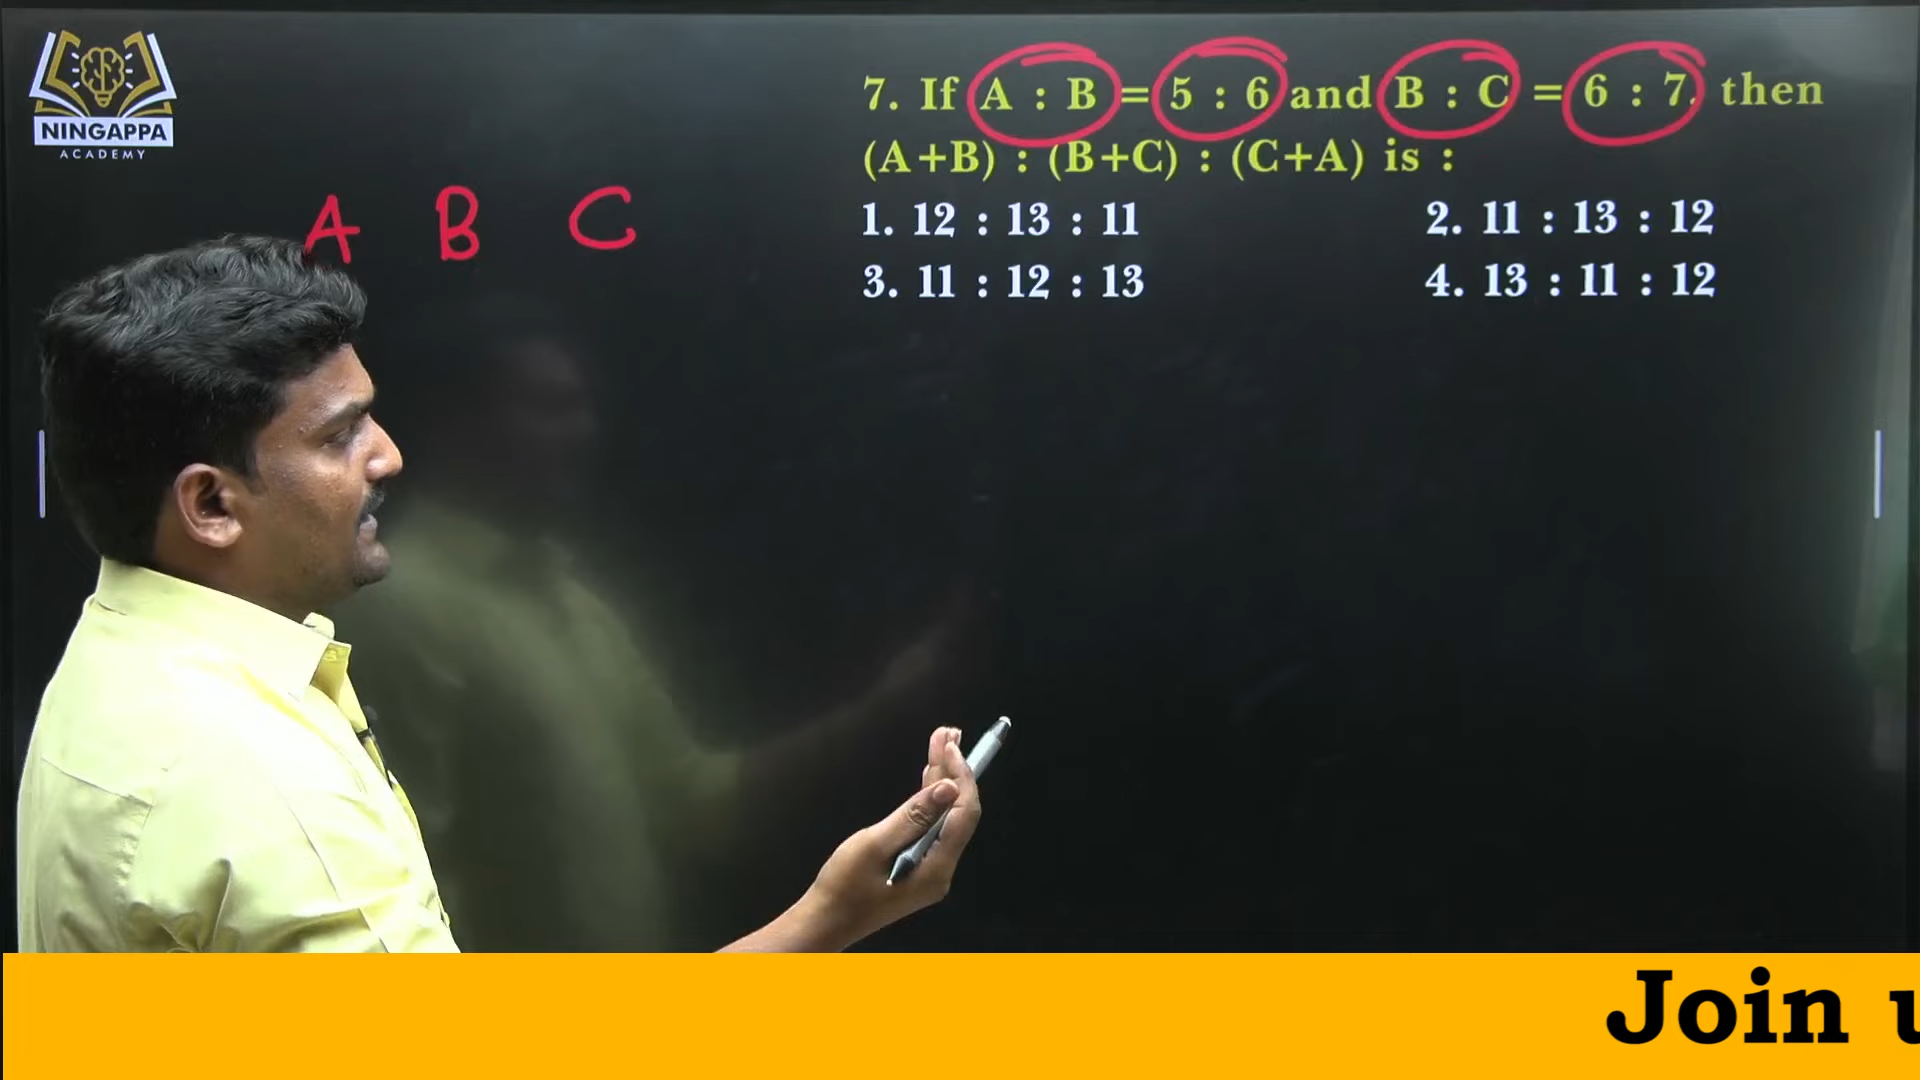 NINGAPPA
ACADEMY
7. If A : B = 5 : 6 and B : C = 6 : 7. then
(A+B) : (B+C) : (C+A) is :
1. 12 : 13 : 11
2. 11 : 13 : 12
3. 11 : 12 : 13
4. 13 : 11 : 12
A B C
Join